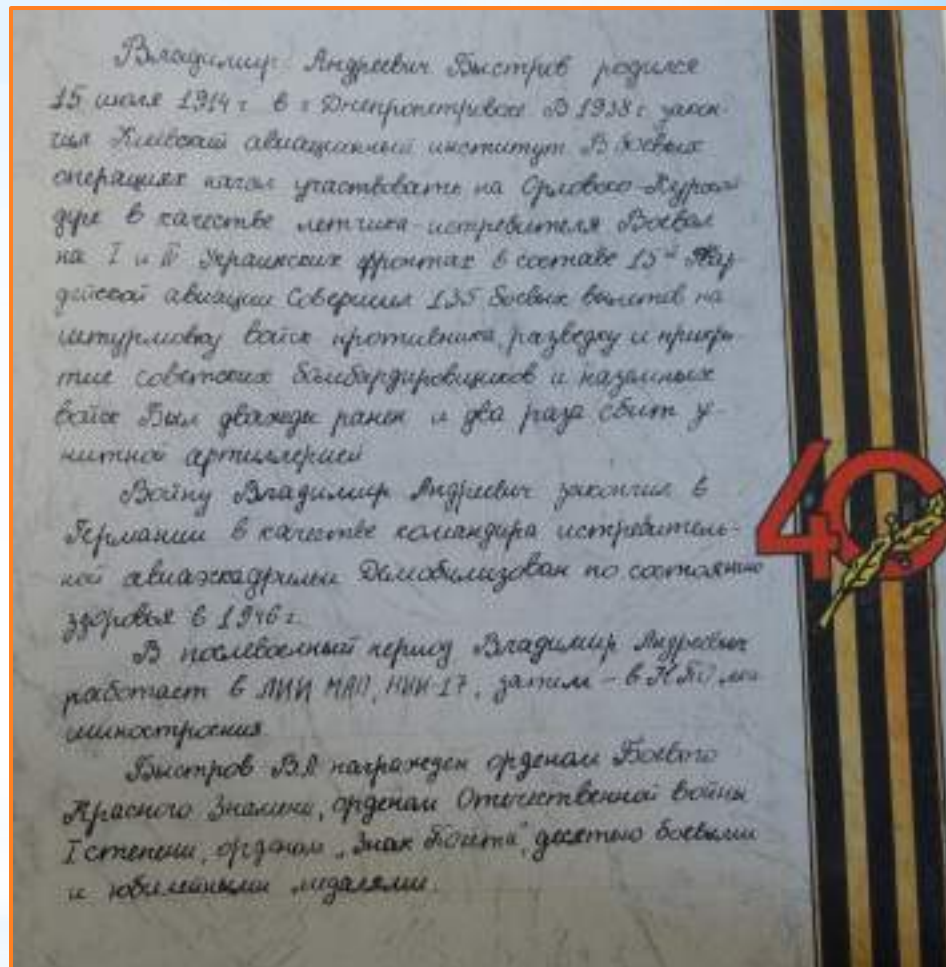 Владимир Андреевич Быстров родился
15 июля 1914 г. в г. Днепропетровске. В 1938 г. закон-
чил Киевский авиационный институт. В боевых
операциях начал участвовать на Орловско-Курской
дуге в качестве летчика-истребителя. Воевал
на I и II Украинских фронтах в составе 15й Гвар-
дейской авиации. Совершил 135 боевых вылетов на
штурмовку войск противника, разведку и прикры-
тие советских бомбардировщиков и наземных
войск. Был дважды ранен и два раза сбит
нитной артиллерией
Войну Владимир Андреевич закончил в
Германии в качестве командира истребитель-
ной авиаэскадрильи. Демобилизован по состоянию
здоровья в 1946 г.
В послевоенный период Владимир Андреевич
работает в ЛИИ МАП, НИИ-17, затем - в
шиностроения.
Быстров В.А. награжден орденом Боевого
Красного Знамени, орденом Отечественной войны
I степени, орденом „Знак Почета", десятью боевыми
и юбилейными медалями.
40